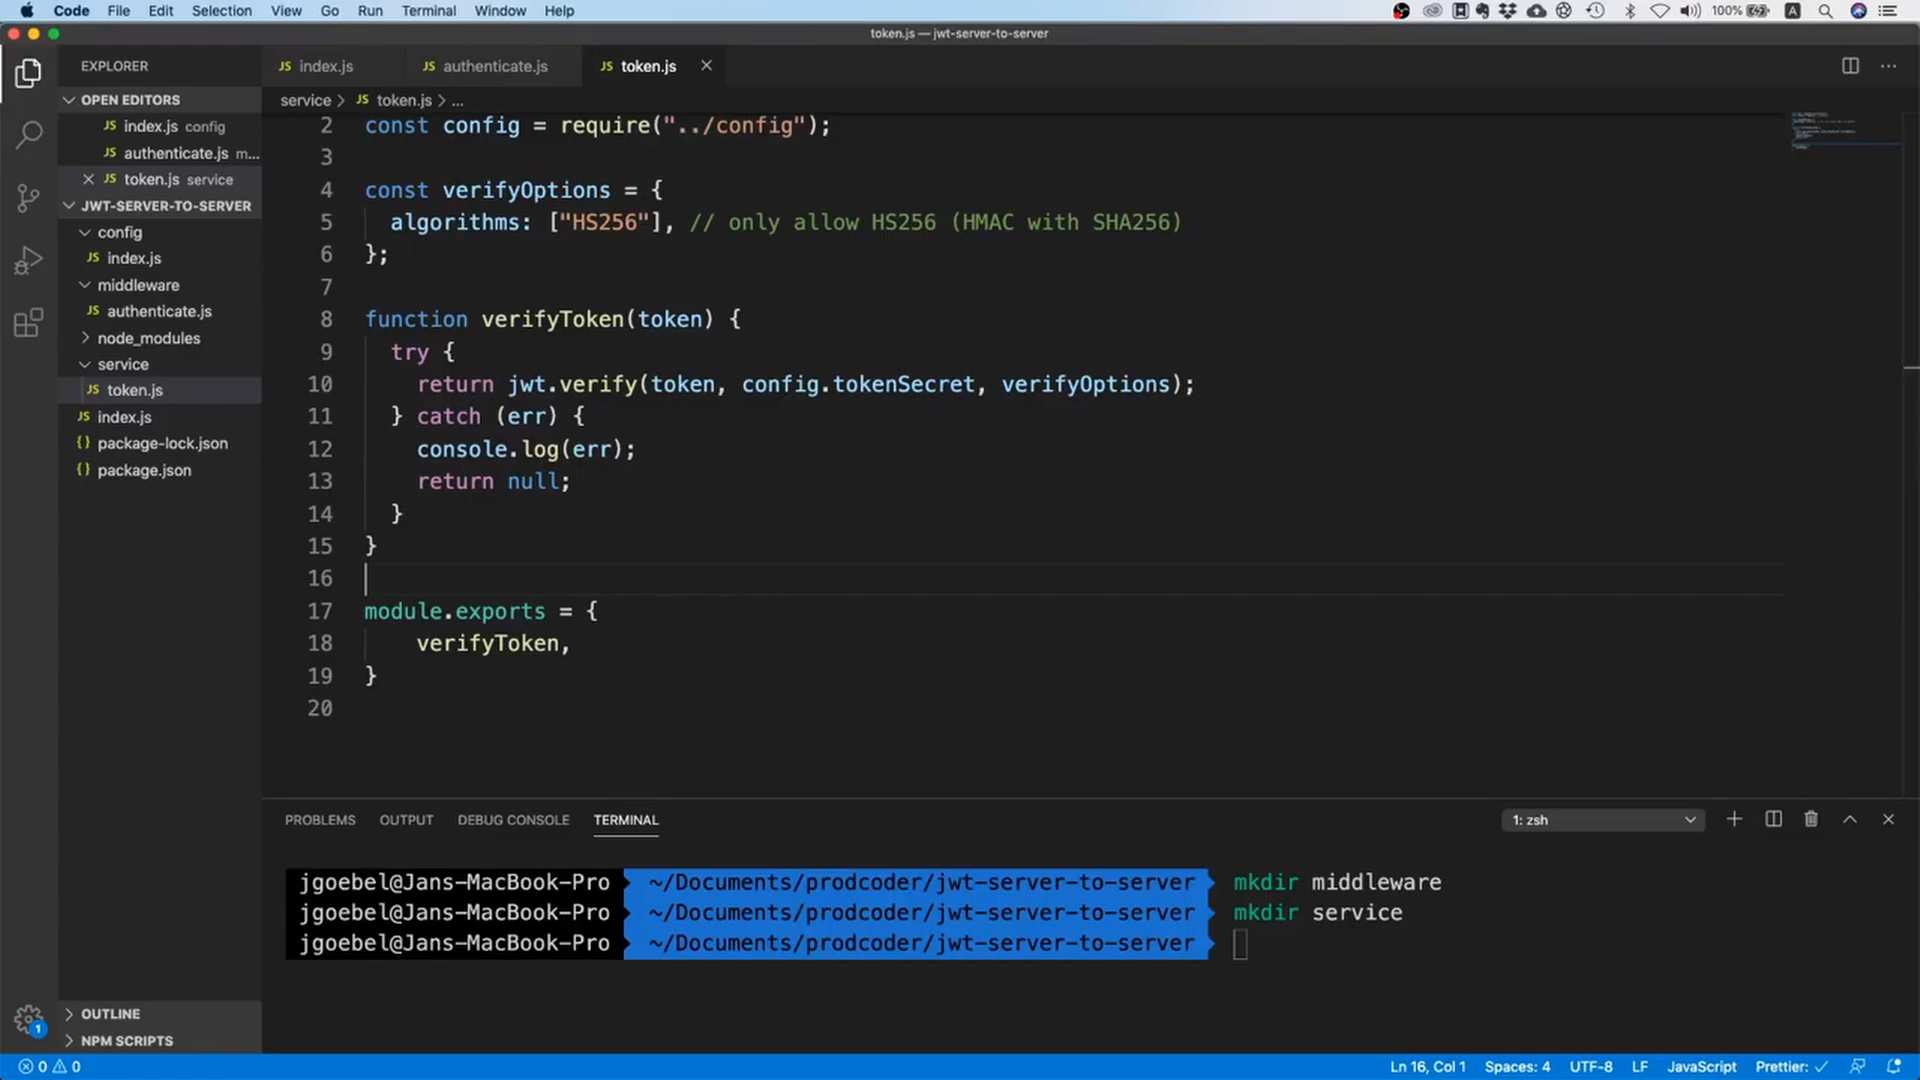 Code File Edit Selection View Go Run Terminal Window Help 100% A
token.js — jwt-server-to-server
EXPLORER
OPEN EDITORS
JS index.js config
JS authenticate.js m...
JS token.js service
JWT-SERVER-TO-SERVER
config
JS index.js
middleware
JS authenticate.js
node_modules
service
JS token.js
JS index.js
{} package-lock.json
{} package.json
OUTLINE
NPM SCRIPTS
1
JS index.js JS authenticate.js JS token.js
service > JS token.js > ...
2 const config = require("../config");
3
4 const verifyOptions = {
5 algorithms: ["HS256"], // only allow HS256 (HMAC with SHA256)
6 };
7
8 function verifyToken(token) {
9 try {
10 return jwt.verify(token, config.tokenSecret, verifyOptions);
11 } catch (err) {
12 console.log(err);
13 return null;
14 }
15 }
16
17 module.exports = {
18 verifyToken,
19 }
20
PROBLEMS OUTPUT DEBUG CONSOLE TERMINAL 1: zsh
jgoebel@Jans-MacBook-Pro ~/Documents/prodcoder/jwt-server-to-server mkdir middleware
jgoebel@Jans-MacBook-Pro ~/Documents/prodcoder/jwt-server-to-server mkdir service
jgoebel@Jans-MacBook-Pro ~/Documents/prodcoder/jwt-server-to-server
0 0 Ln 16, Col 1 Spaces: 4 UTF-8 LF JavaScript Prettier: ✓